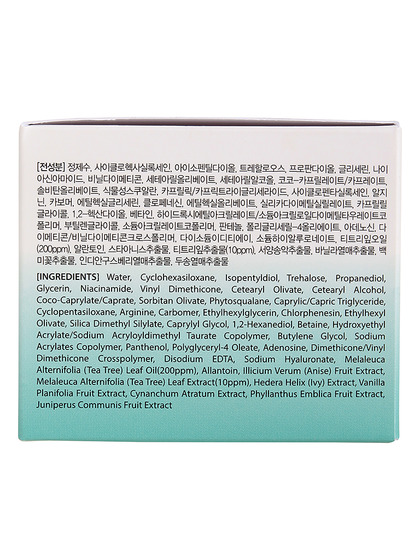 [전성분] 정제수, 사이클로헥사실록세인, 아이소펜틸다이올, 트레할로오스, 프로판다이올, 글리세린, 나이
아신아마이드, 비닐다이메티콘, 세테아릴올리베이트, 세테아릴알코올, 코코-카프릴레이트/카프레이트,
솔비탄올리베이트, 식물성스쿠알란, 카프릴릭/카프릭트라이글리세라이드, 사이클로펜타실록세인, 알지
닌, 카보머, 에틸헥실글리세린, 클로페네신, 에틸헥실올리베이트, 실리카다이메틸실릴레이트, 카프릴릴
글라이콜, 1,2-헥산다이올, 베타인, 하이드록시에틸아크릴레이트/소듐아크릴로일다이메틸타우레이트코
폴리머, 부틸렌글라이콜, 소듐아크릴레이트코폴리머, 판테놀, 폴리글리세릴-4올리에이트, 아데노신, 다
이메티콘/비닐다이메티콘크로스폴리머, 다이소듐이디티에이, 소듐하이알루로네이트, 티트리잎오일
(200ppm), 알란토인, 스타아니스추출물, 티트리잎추출물(10ppm), 서양송악추출물, 바닐라열매추출물, 백
미꽃추출물, 인디안구스베리열매추출물, 두송열매추출물
[INGREDIENTS] Water, Cyclohexasiloxane, Isopentyldiol, Trehalose, Propanediol,
Glycerin, Niacinamide, Vinyl Dimethicone, Cetearyl Olivate, Cetearyl Alcohol,
Coco-Caprylate/Caprate, Sorbitan Olivate, Phytosqualane, Caprylic/Capric Triglyceride,
Cyclopentasiloxane, Arginine, Carbomer, Ethylhexylglycerin, Chlorphenesin, Ethylhexyl
Olivate, Silica Dimethyl Silylate, Caprylyl Glycol, 1,2-Hexanediol, Betaine, Hydroxyethyl
Acrylate/Sodium Acryloyldimethyl Taurate Copolymer, Butylene Glycol, Sodium
Acrylates Copolymer, Panthenol, Polyglyceryl-4 Oleate, Adenosine, Dimethicone/Vinyl
Dimethicone Crosspolymer, Disodium EDTA, Sodium Hyaluronate, Melaleuca
Alternifolia (Tea Tree) Leaf Oil(200ppm), Allantoin, Illicium Verum (Anise) Fruit Extract,
Melaleuca Alternifolia (Tea Tree) Leaf Extract(10ppm), Hedera Helix (Ivy) Extract, Vanilla
Planifolia Fruit Extract, Cynanchum Atratum Extract, Phyllanthus Emblica Fruit Extract,
Juniperus Communis Fruit Extract